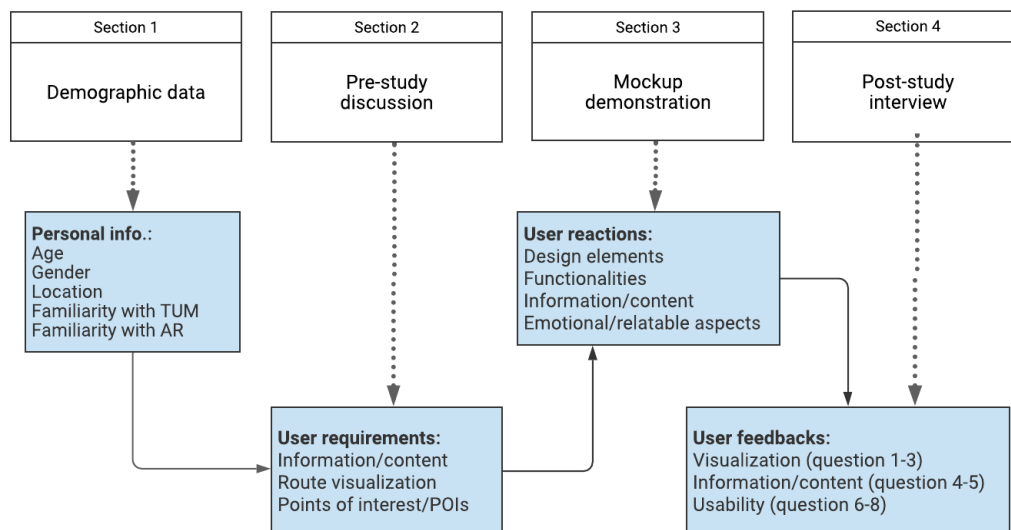 Section 1
Demographic data
Section 2
Pre-study
discussion
Section 3
Mockup
demonstration
Section 4
Post-study
interview
Personal info.:
Age
Gender
Location
Familiarity with TUM
Familiarity with AR
User requirements:
Information/content
Route visualization
Points of interest/POIs
User reactions:
Design elements
Functionalities
Information/content
Emotional/relatable aspects
User feedbacks:
Visualization (question 1-3)
Information/content (question 4-5)
Usability (question 6-8)